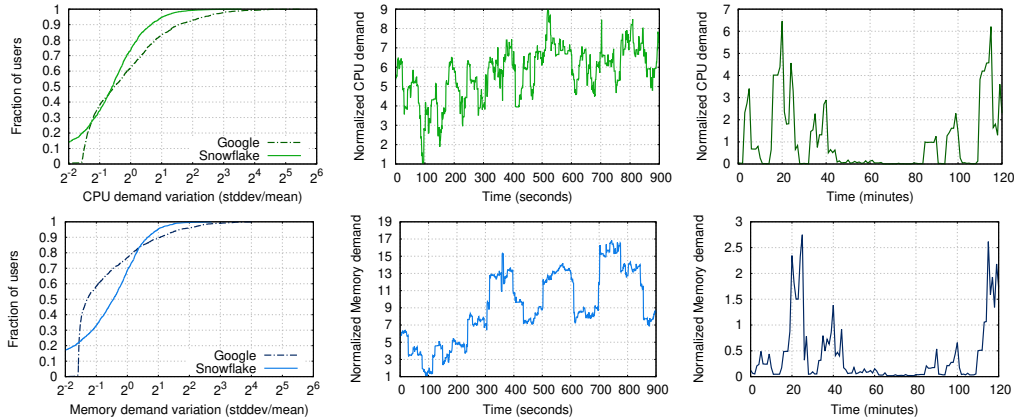 Fraction of users
1
0.9
0.8
0.7
0.6
0.5
0.4
0.3
0.2
0.1
0
Google
Snowflake
2^-2 2^-1 2^0 2^1 2^2 2^3 2^4 2^5 2^6
CPU demand variation (stddev/mean)
Normalized CPU demand
9
8
7
6
5
4
3
2
1
0 100 200 300 400 500 600 700 800 900
Time (seconds)
Normalized CPU demand
7
6
5
4
3
2
1
0
0 20 40 60 80 100 120
Time (minutes)
Fraction of users
1
0.9
0.8
0.7
0.6
0.5
0.4
0.3
0.2
0.1
0
Google
Snowflake
2^-2 2^-1 2^0 2^1 2^2 2^3 2^4 2^5 2^6
Memory demand variation (stddev/mean)
Normalized Memory demand
19
17
15
13
11
9
7
5
3
1
0 100 200 300 400 500 600 700 800 900
Time (seconds)
Normalized Memory demand
3
2.5
2
1.5
1
0.5
0
0 20 40 60 80 100 120
Time (minutes)